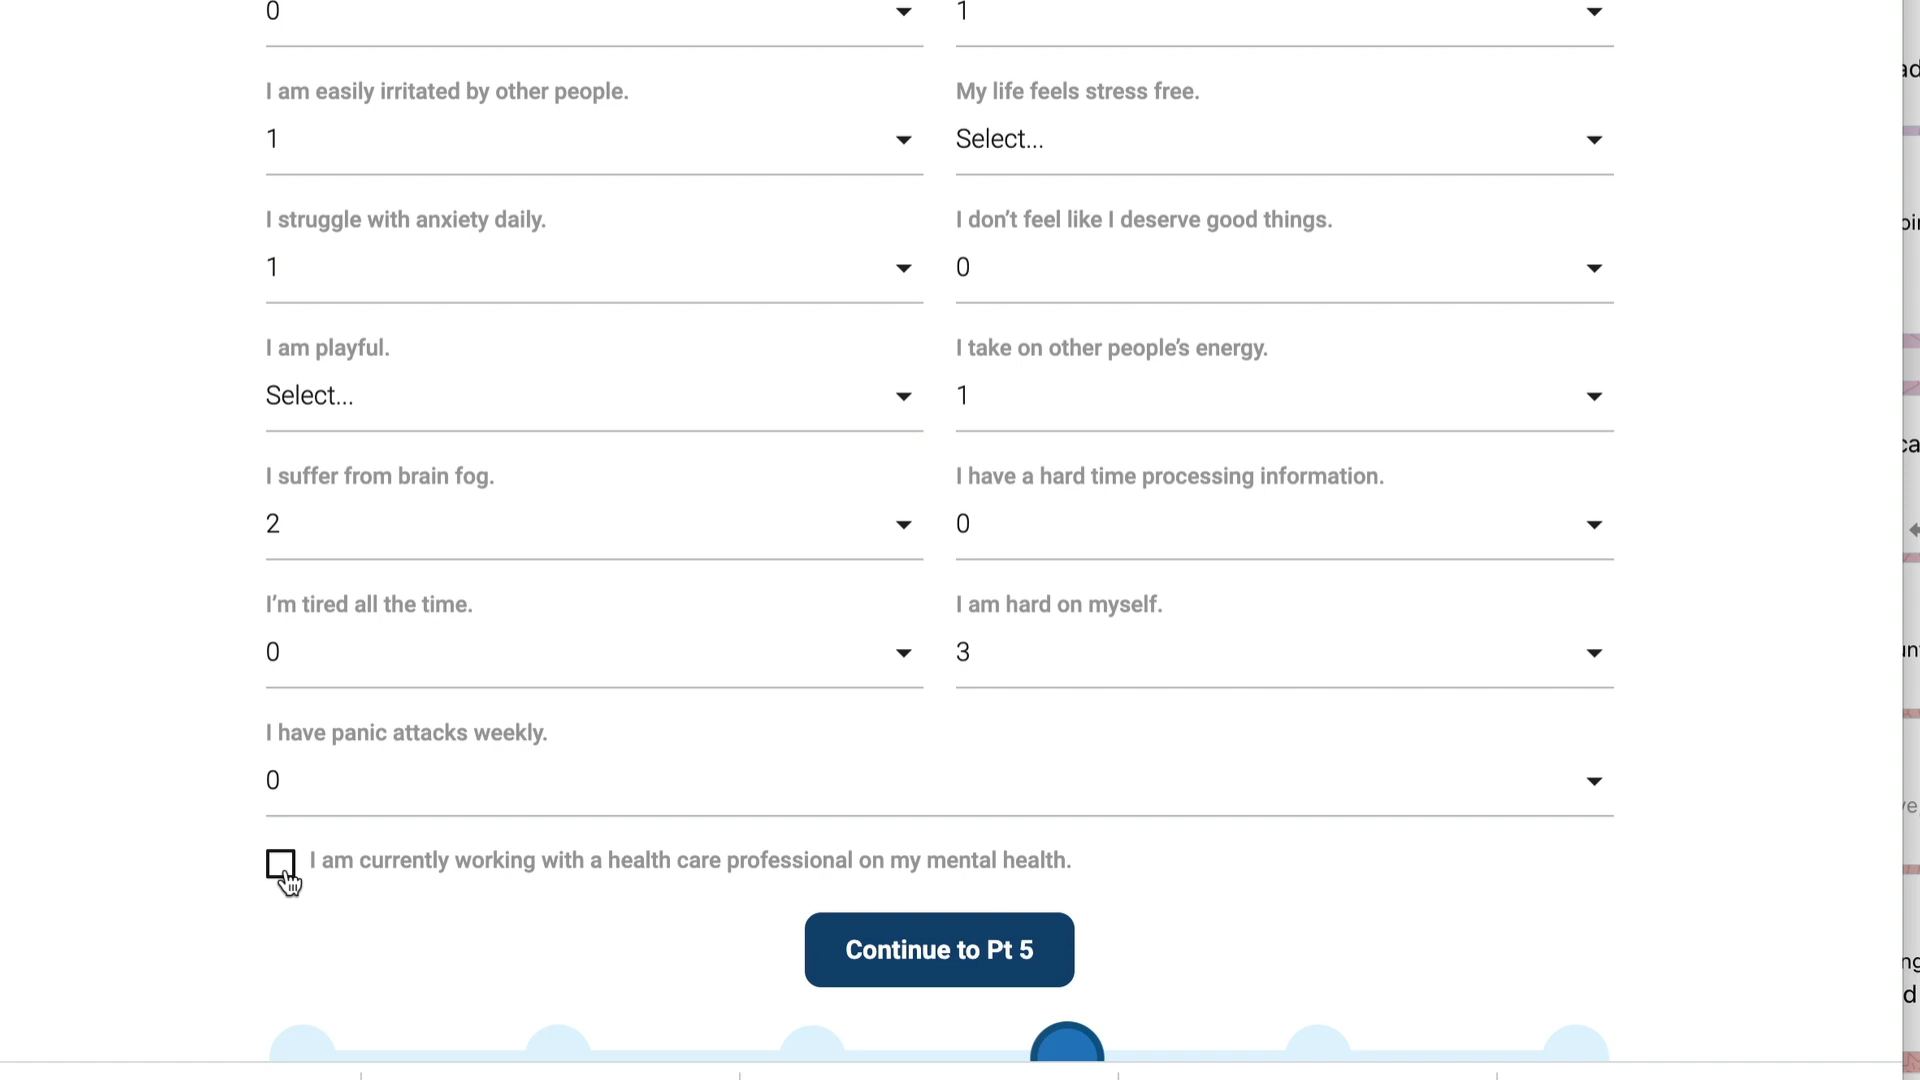 0
1
I am easily irritated by other people.
My life feels stress free.
1
Select...
I struggle with anxiety daily.
I don’t feel like I deserve good things.
1
0
I am playful.
I take on other people’s energy.
Select...
1
I suffer from brain fog.
I have a hard time processing information.
2
0
I’m tired all the time.
I am hard on myself.
0
3
I have panic attacks weekly.
0
I am currently working with a health care professional on my mental health.
Continue to Pt 5